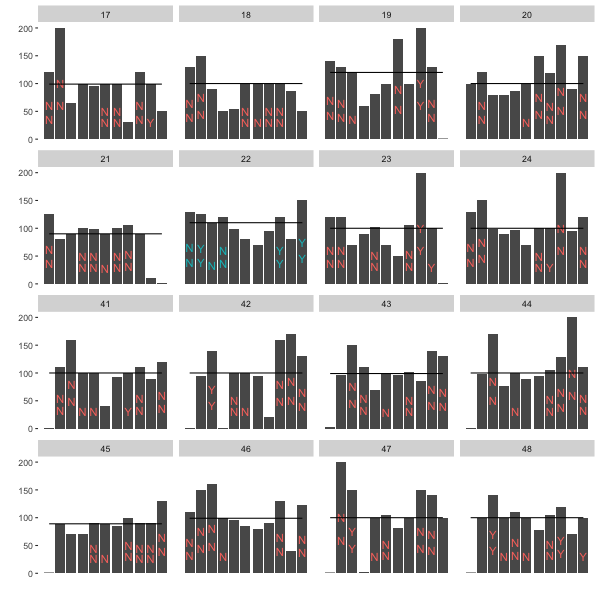 17 18 19 20
200
150
100
50
0
N N N N N
N N N N N Y
N N N N N
N N N N N N
N N N Y N
N N N N Y N
N N N N N
N N N N N N
21 22 23 24
200
150
100
50
0
N N N N N
N N N N N N
N Y N Y Y
N Y N N Y Y
N N N N Y
N N N N Y Y
N N N N N
N N N Y N N
41 42 43 44
200
150
100
50
0
N N N N
N N N N Y N N
Y N N N N N
Y N N N N N
N N N N
N N N N N
Y N N N N
Y N N N N N
45 46 47 48
200
150
100
50
0
N N N N N
N N N N N N
N N N N N
N N N N N N
N Y N N N
N Y N N N N
Y N N Y
Y N N N Y Y